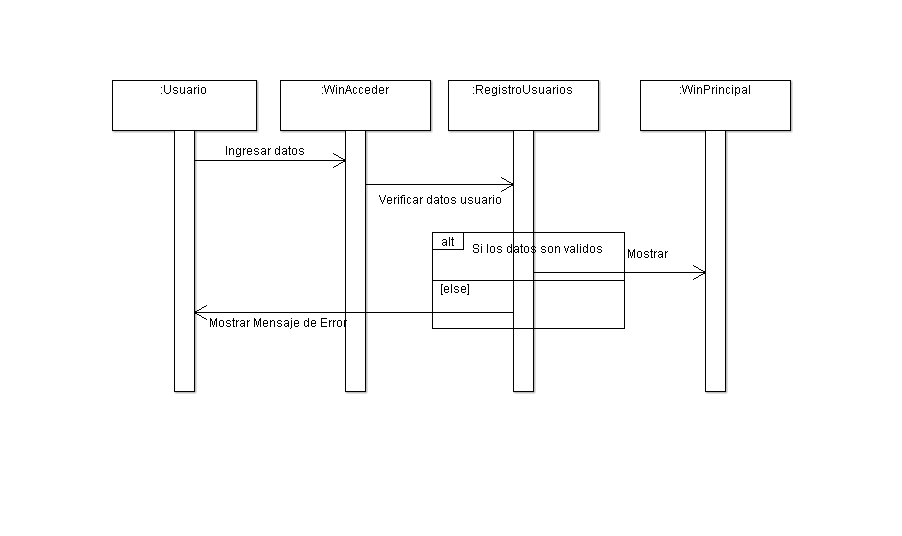 :Usuario
:WinAcceder
:RegistroUsuarios
:WinPrincipal
Ingresar datos
Verificar datos usuario
alt
Si los datos son validos
Mostrar
[else]
Mostrar Mensaje de Error